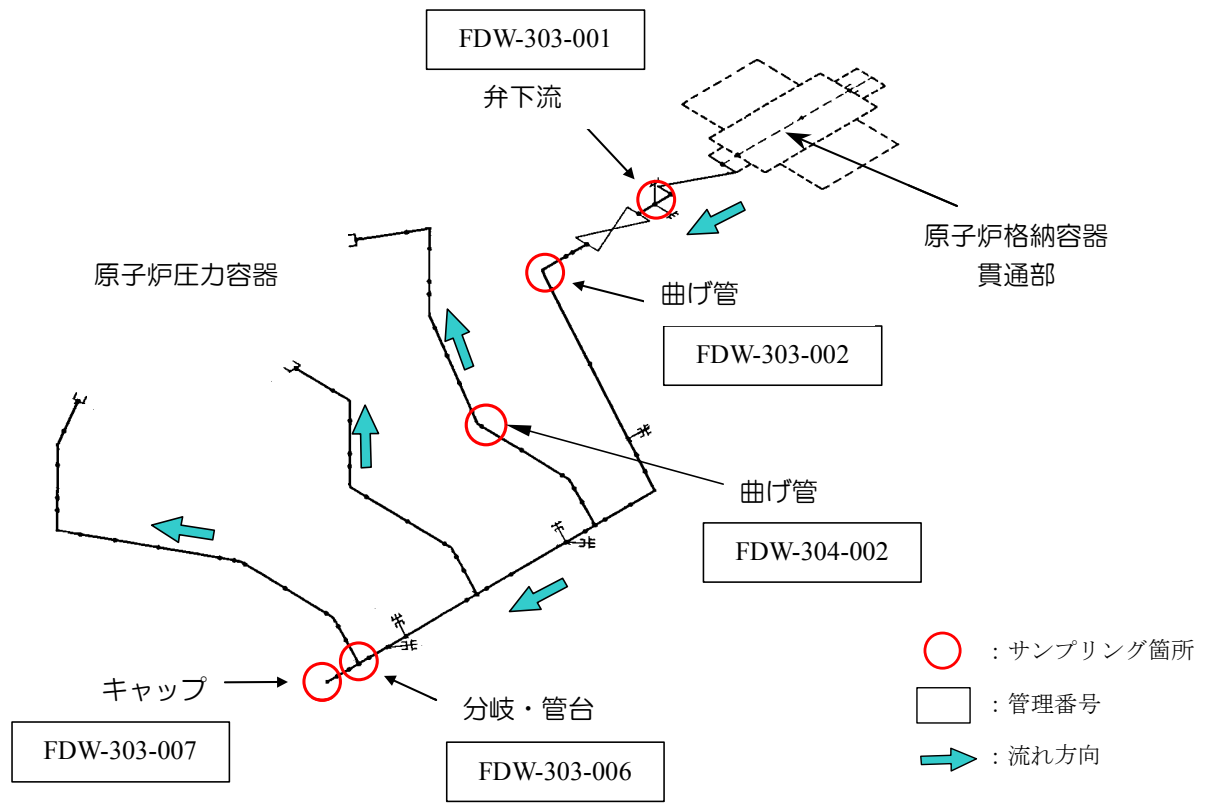 FDW-303-001
弁下流
原子炉格納容器
貫通部
原子炉圧力容器
曲げ管
FDW-303-002
曲げ管
FDW-304-002
キャップ
FDW-303-007
分岐・管台
FDW-303-006
：サンプリング箇所
：管理番号
：流れ方向